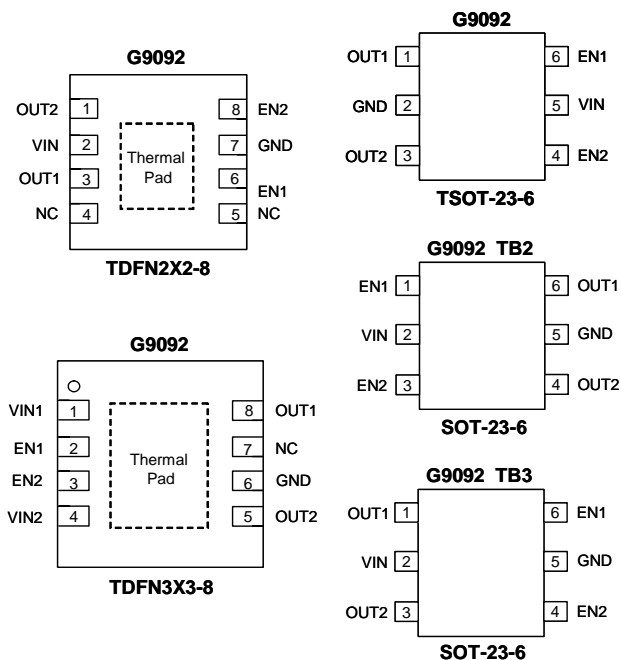 G9092
OUT2 1 8 EN2
VIN 2 7 GND
OUT1 3 6 EN1
NC 4 5 NC
Thermal
Pad
TDFN2X2-8
G9092
VIN1 1 8 OUT1
EN1 2 7 NC
EN2 3 6 GND
VIN2 4 5 OUT2
Thermal
Pad
TDFN3X3-8
G9092
OUT1 1 6 EN1
GND 2 5 VIN
OUT2 3 4 EN2
TSOT-23-6
G9092 TB2
EN1 1 6 OUT1
VIN 2 5 GND
EN2 3 4 OUT2
SOT-23-6
G9092 TB3
OUT1 1 6 EN1
VIN 2 5 GND
OUT2 3 4 EN2
SOT-23-6